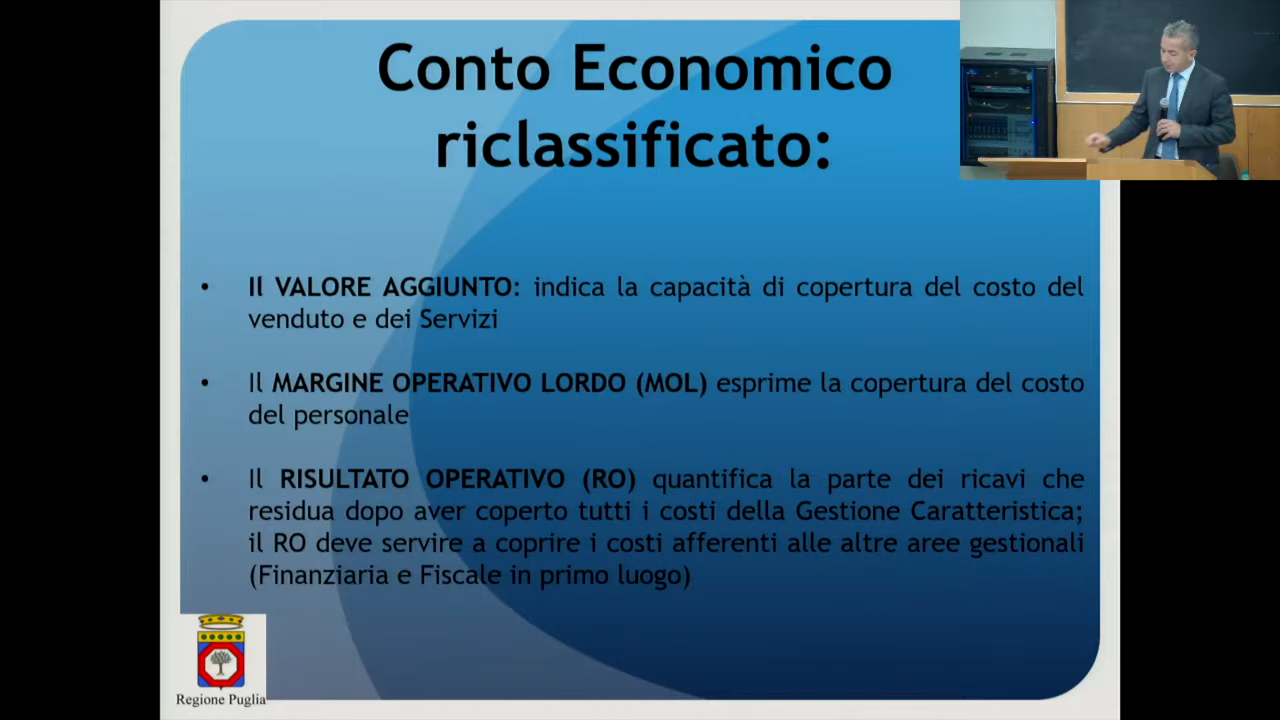 Conto Economico
riclassificato:
• Il VALORE AGGIUNTO: indica la capacità di copertura del costo del
venduto e dei Servizi
• Il MARGINE OPERATIVO LORDO (MOL) esprime la copertura del costo
del personale
• Il RISULTATO OPERATIVO (RO) quantifica la parte dei ricavi che
residua dopo aver coperto tutti i costi della Gestione Caratteristica;
il RO deve servire a coprire i costi afferenti alle altre aree gestionali
(Finanziaria e Fiscale in primo luogo)
Regione Puglia